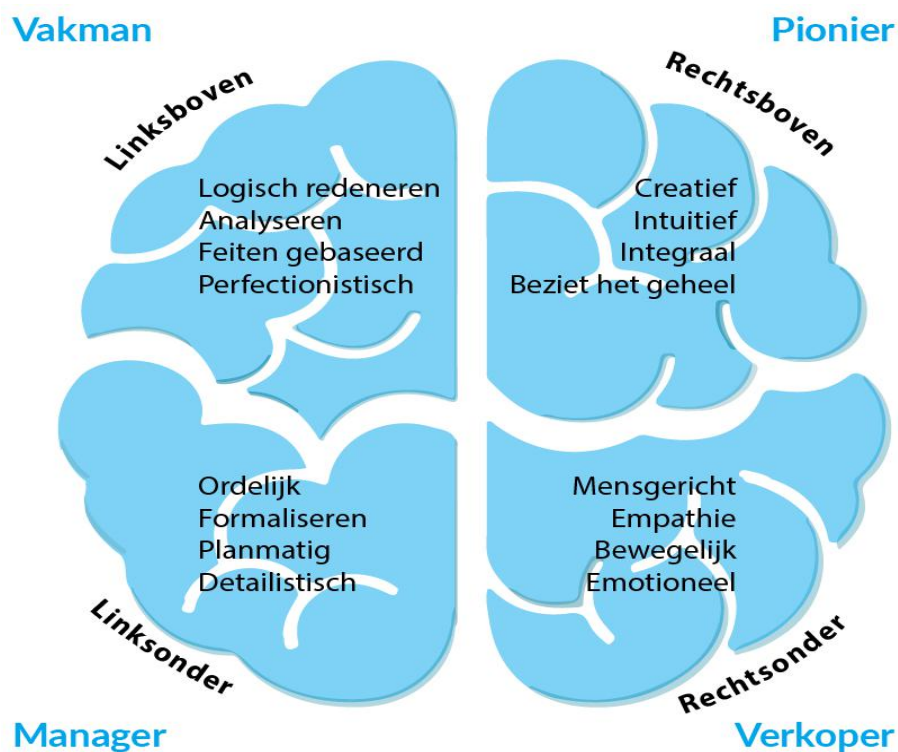 Vakman
Pionier
Linksboven
Rechtsboven
Logisch redeneren
Analyseren
Feiten gebaseerd
Perfectionistisch
Creatief
Intuitief
Integraal
Beziet het geheel
Ordelijk
Formaliseren
Planmatig
Detailistisch
Mensgericht
Empathie
Bewegelijk
Emotioneel
Linksonder
Rechtsonder
Manager
Verkoper